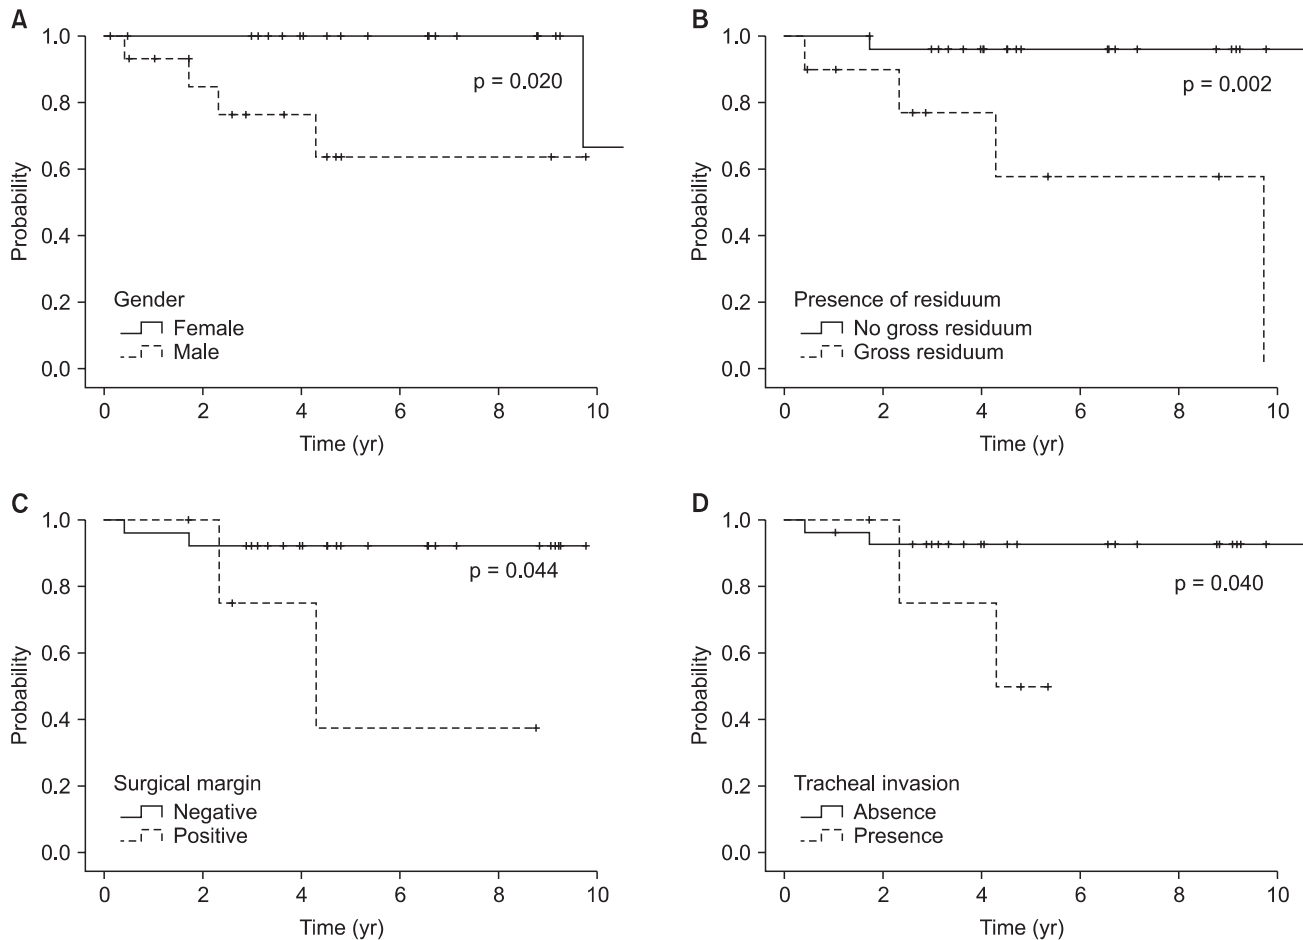 A
1.0
0.8
0.6
0.4
0.2
0.0
Probability
p = 0.020
Gender
Female
Male
0 2 4 6 8 10
Time (yr)
B
1.0
0.8
0.6
0.4
0.2
0.0
Probability
p = 0.002
Presence of residuum
No gross residuum
Gross residuum
0 2 4 6 8 10
Time (yr)
C
1.0
0.8
0.6
0.4
0.2
0.0
Probability
p = 0.044
Surgical margin
Negative
Positive
0 2 4 6 8 10
Time (yr)
D
1.0
0.8
0.6
0.4
0.2
0.0
Probability
p = 0.040
Tracheal invasion
Absence
Presence
0 2 4 6 8 10
Time (yr)